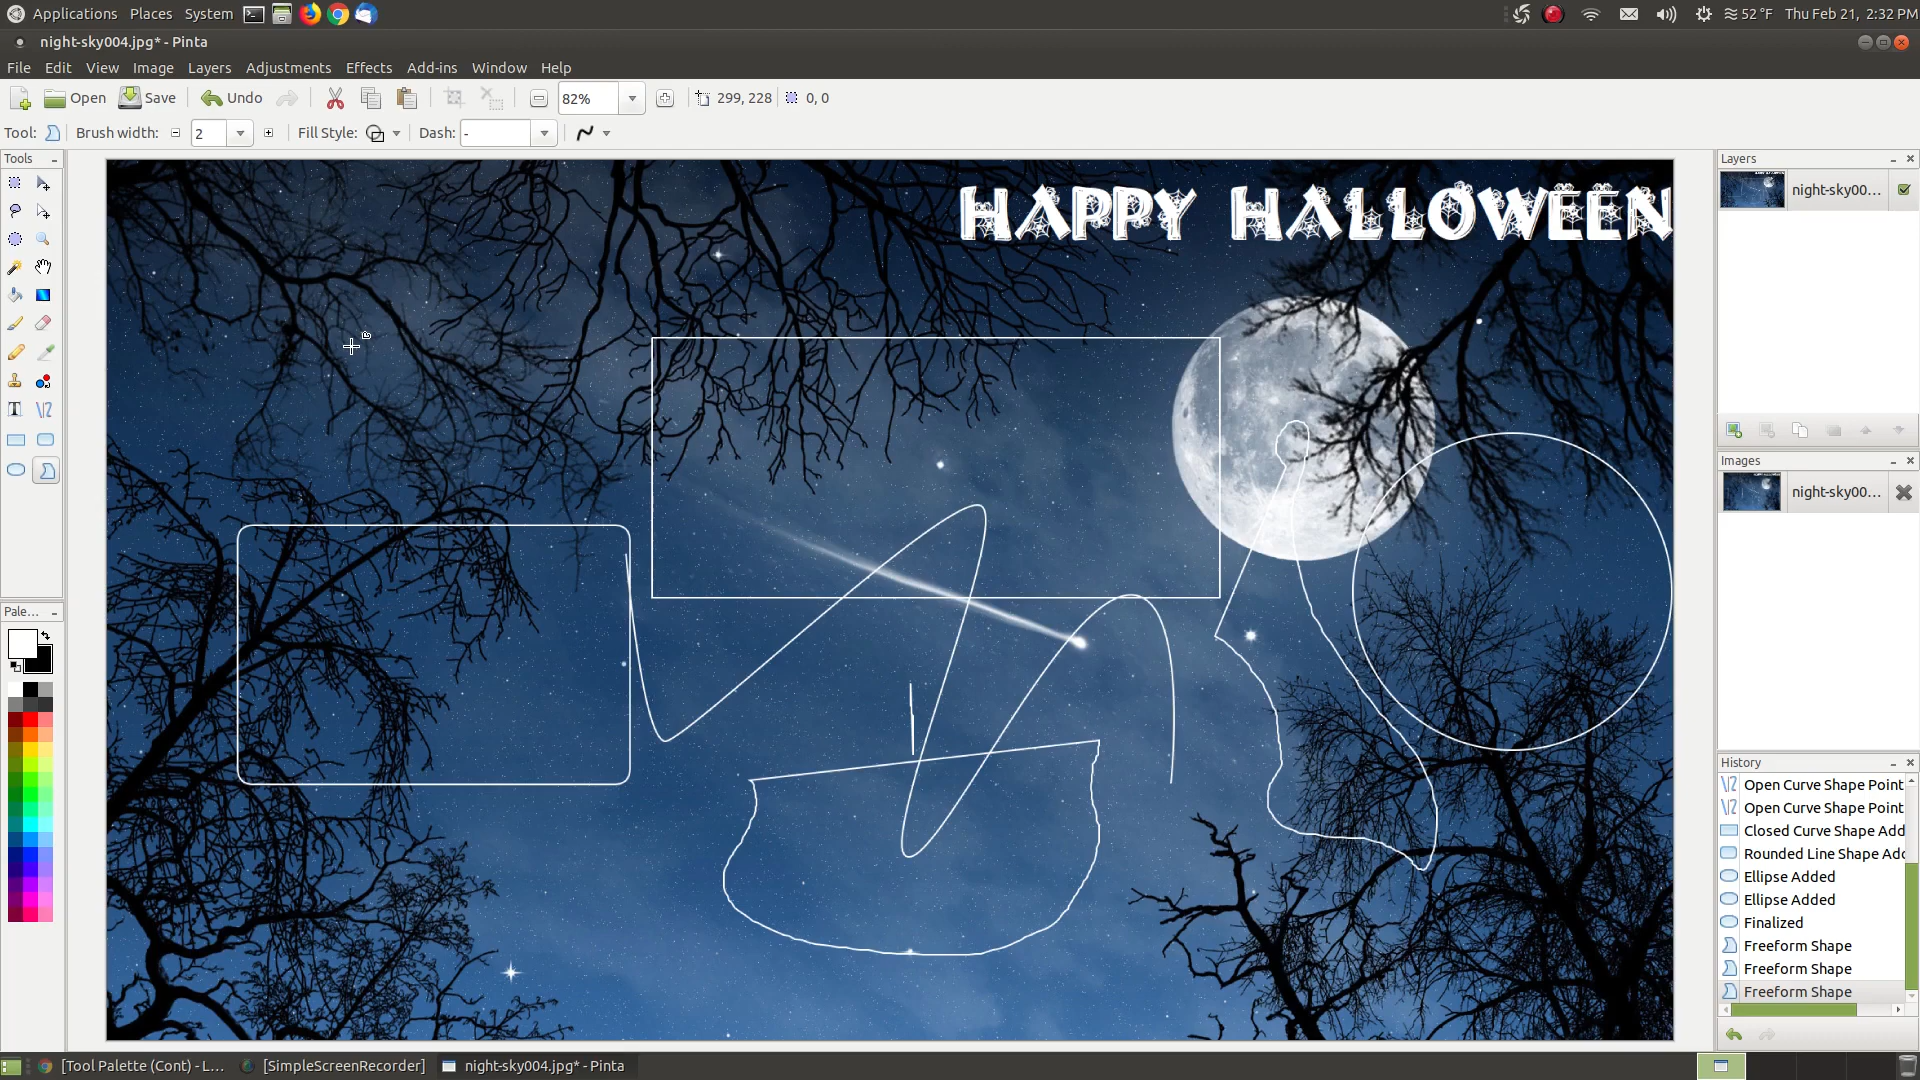 Applications Places System 52 °F Thu Feb 21, 2:32 PM
night-sky004.jpg* - Pinta
File Edit View Image Layers Adjustments Effects Add-ins Window Help
Open Save Undo 82% 299, 228 0, 0
Tool: Brush width: 2 Fill Style: Dash: -
Tools
Layers
night-sky00...
HAPPY HALLOWEEN
Images
night-sky00...
Pale...
History
Open Curve Shape Point
Open Curve Shape Point
Closed Curve Shape Add
Rounded Line Shape Add
Ellipse Added
Ellipse Added
Finalized
Freeform Shape
Freeform Shape
Freeform Shape
[Tool Palette (Cont) - L... [SimpleScreenRecorder] night-sky004.jpg* - Pinta